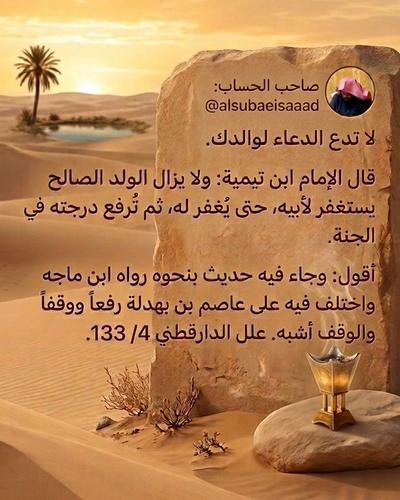 صاحب الحساب:
@alsubaeisaaad
لا تدع الدعاء لوالدك.
قال الإمام ابن تيمية: ولا يزال الولد الصالح
يستغفر لأبيه، حتى يُغفر له، ثم تُرفع درجته في
الجنة.
أقول: وجاء فيه حديث بنحوه رواه ابن ماجه
واختلف فيه على عاصم بن بهدلة رفعاً ووقفاً
والوقف أشبه. علل الدارقطني 4/ 133.